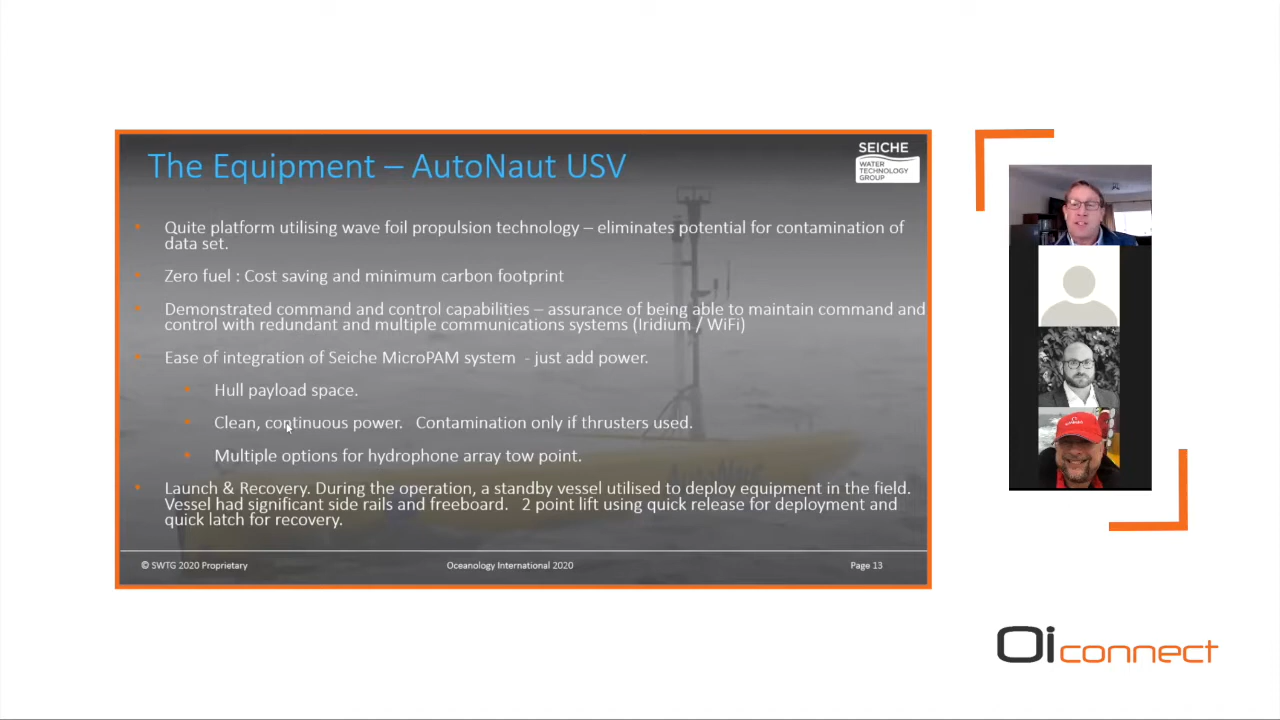 The Equipment – AutoNaut USV
SEICHE
WATER
TECHNOLOGY
GROUP
Quite platform utilising wave foil propulsion technology – eliminates potential for contamination of
data set.
Zero fuel : Cost saving and minimum carbon footprint
Demonstrated command and control capabilities – assurance of being able to maintain command and
control with redundant and multiple communications systems (Iridium / WiFi)
Ease of integration of Seiche MicroPAM system - just add power.
Hull payload space.
Clean, continuous power. Contamination only if thrusters used.
Multiple options for hydrophone array tow point.
Launch & Recovery. During the operation, a standby vessel utilised to deploy equipment in the field.
Vessel had significant side rails and freeboard. 2 point lift using quick release for deployment and
quick latch for recovery.
© SWTG 2020 Proprietary
Oceanology International 2020
Page 13
Oi connect